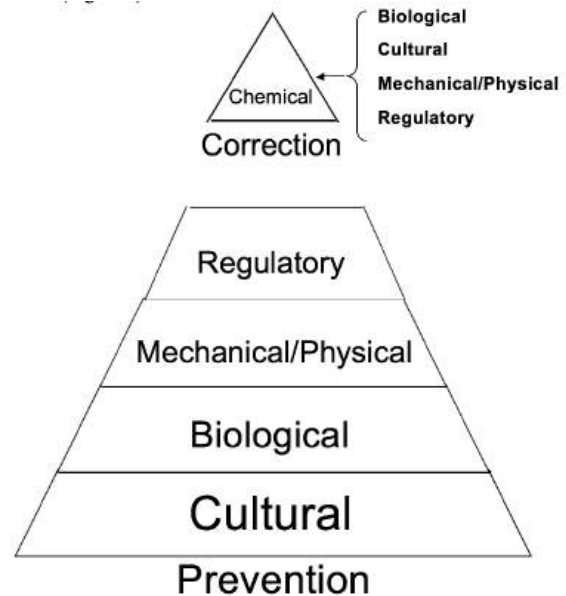 Biological
Cultural
Mechanical/Physical
Regulatory
Chemical
Correction
Regulatory
Mechanical/Physical
Biological
Cultural
Prevention